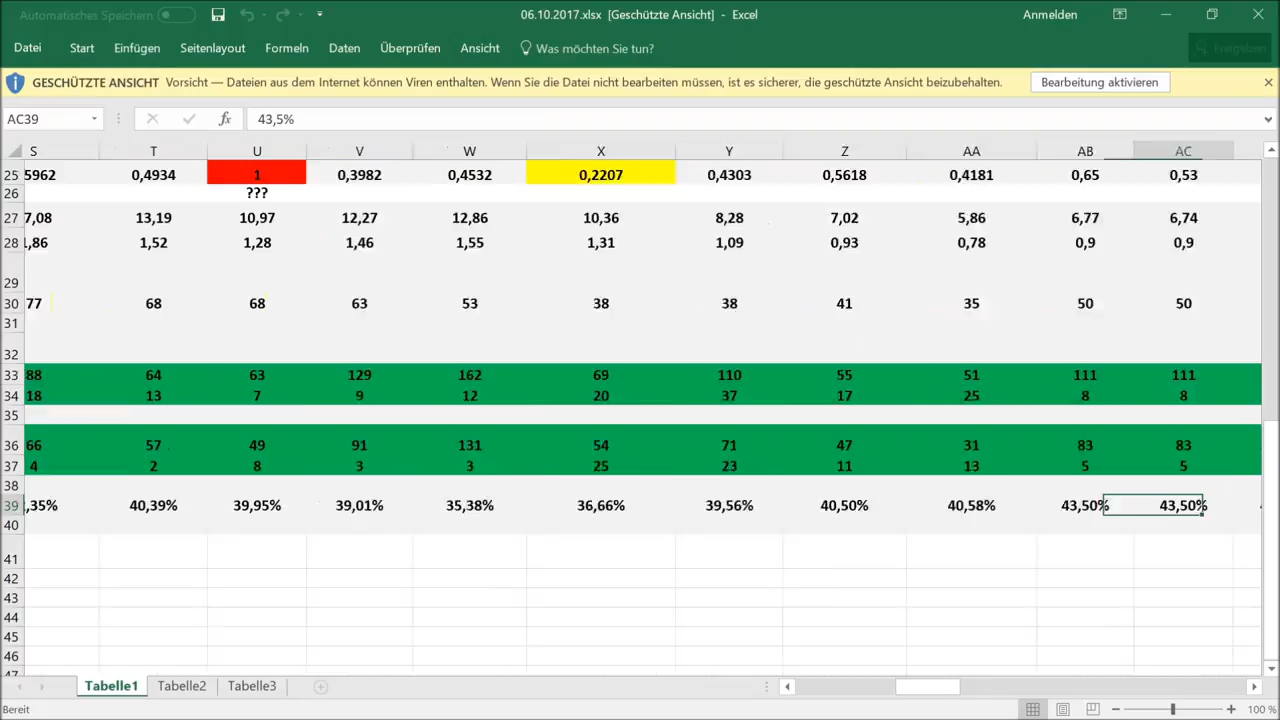 Automatisches Speichern 06.10.2017.xlsx [Geschützte Ansicht] - Excel Anmelden
Datei Start Einfügen Seitenlayout Formeln Daten Überprüfen Ansicht Was möchten Sie tun? Freigeben
GESCHÜTZTE ANSICHT Vorsicht — Dateien aus dem Internet können Viren enthalten. Wenn Sie die Datei nicht bearbeiten müssen, ist es sicherer, die geschützte Ansicht beizubehalten. Bearbeitung aktivieren
AC39 fx 43,5%
S T U V W X Y Z AA AB AC
25 5962 0,4934 1 0,3982 0,4532 0,2207 0,4303 0,5618 0,4181 0,65 0,53
26 ???
27 7,08 13,19 10,97 12,27 12,86 10,36 8,28 7,02 5,86 6,77 6,74
28 ,86 1,52 1,28 1,46 1,55 1,31 1,09 0,93 0,78 0,9 0,9
29
30 77 68 68 63 53 38 38 41 35 50 50
31
32
33 88 64 63 129 162 69 110 55 51 111 111
34 18 13 7 9 12 20 37 17 25 8 8
35
36 66 57 49 91 131 54 71 47 31 83 83
37 4 2 8 3 3 25 23 11 13 5 5
38
39 ,35% 40,39% 39,95% 39,01% 35,38% 36,66% 39,56% 40,50% 40,58% 43,50% 43,50%
40
41
42
43
44
45
46
47
Tabelle1 Tabelle2 Tabelle3
Bereit 100 %